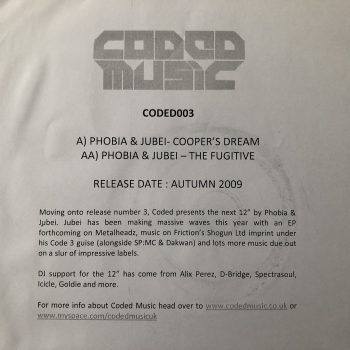 CODED
MUSIC
CODED003
A) PHOBIA & JUBEI- COOPER'S DREAM
AA) PHOBIA & JUBEI – THE FUGITIVE
RELEASE DATE : AUTUMN 2009
Moving onto release number 3, Coded presents the next 12" by Phobia &
Jubei. Jubei has been making massive waves this year with an EP
forthcoming on Metalheadz, music on Friction's Shogun Ltd imprint under
his Code 3 guise (alongside SP:MC & Dakwan) and lots more music due out
on a slur of impressive labels.
DJ support for the 12" has come from Alix Perez, D-Bridge, Spectrasoul,
Icicle, Goldie and more.
For more info about Coded Music head over to www.codedmusic.co.uk or
www.myspace.com/codedmusicuk